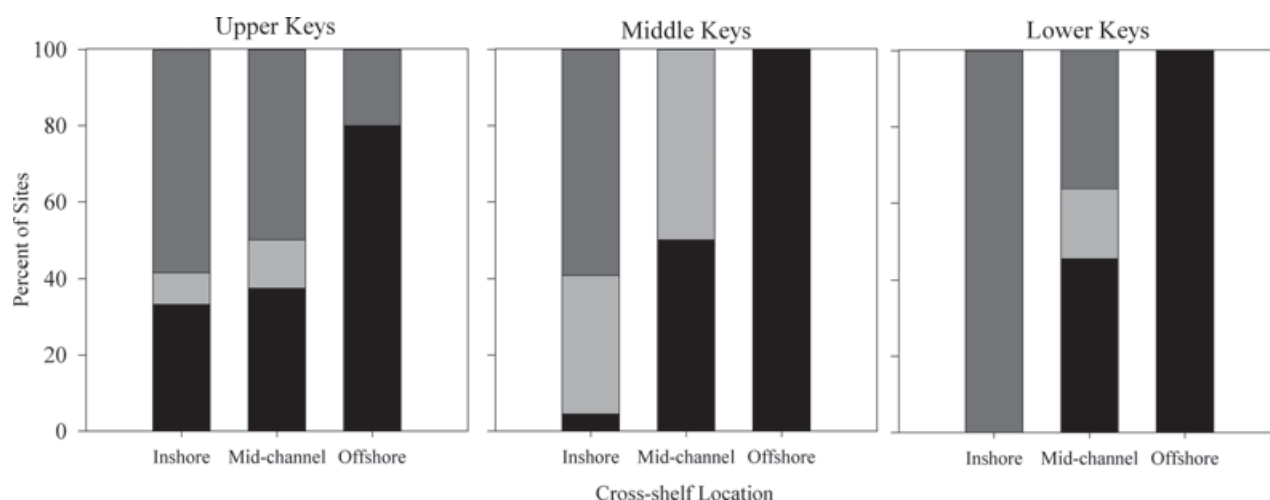 Upper Keys
Middle Keys
Lower Keys
Percent of Sites
100
80
60
40
20
0
Inshore Mid-channel Offshore
Inshore Mid-channel Offshore
Inshore Mid-channel Offshore
Cross-shelf Location